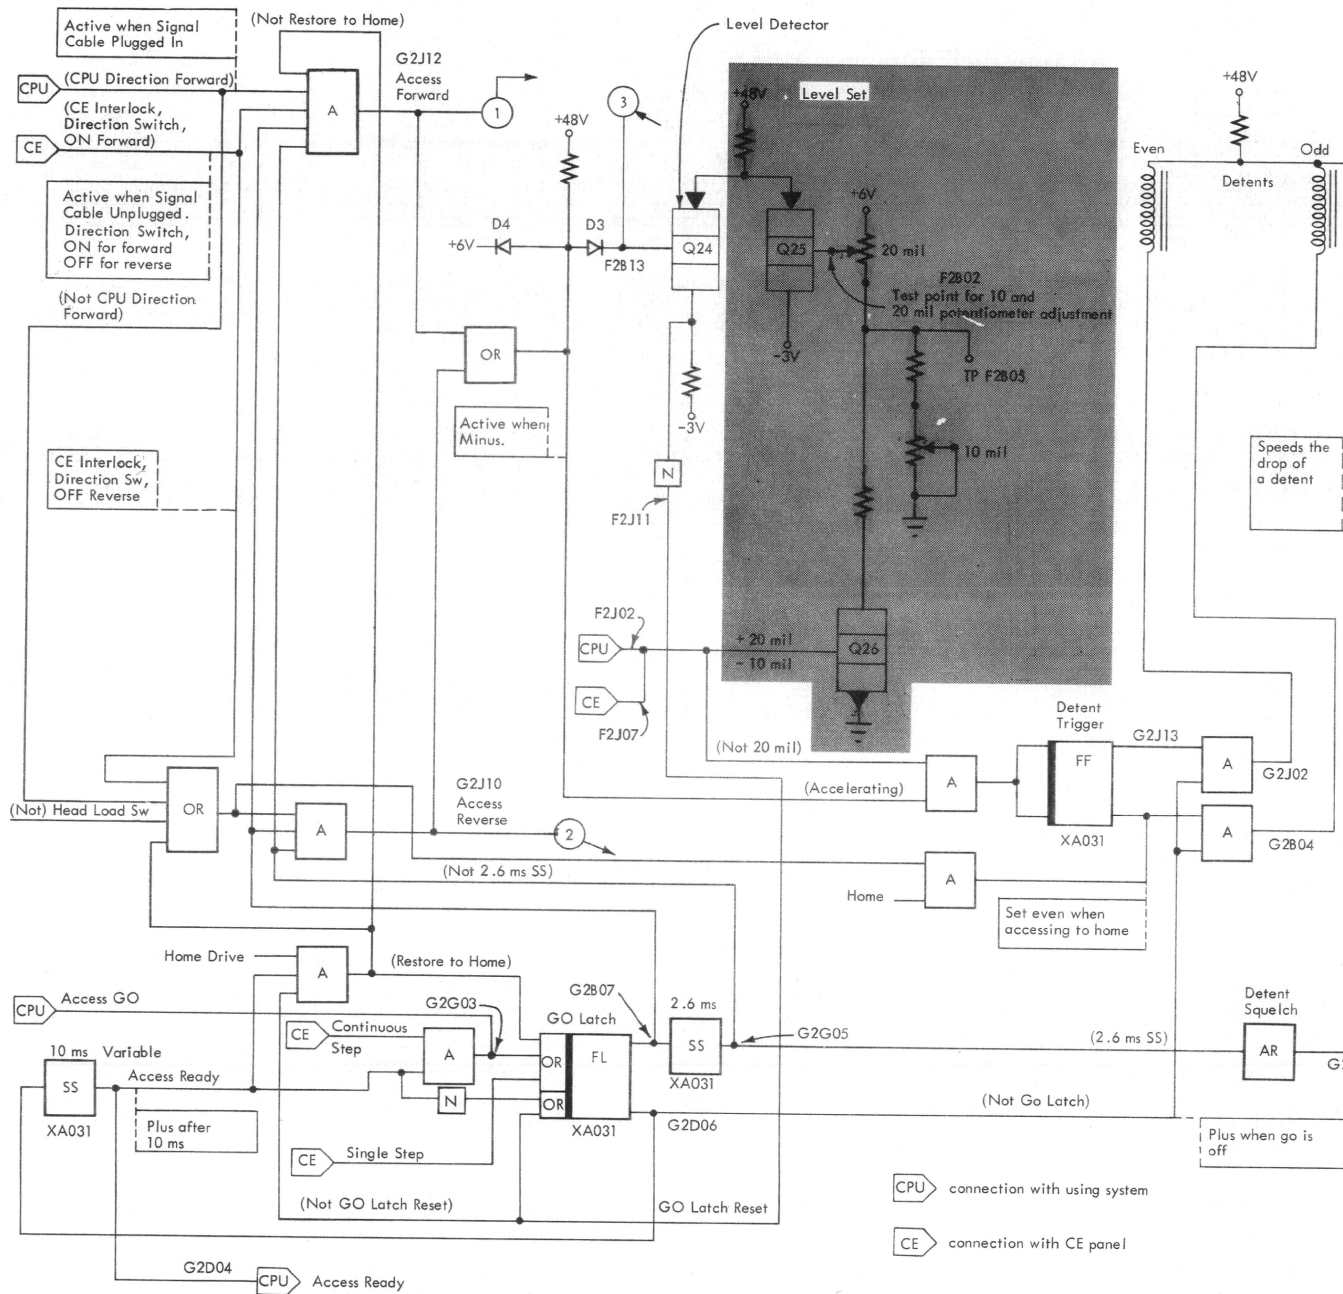 Active when Signal
Cable Plugged In
(Not Restore to Home)
G2J12
Access
Forward
Level Detector
CPU
(CPU Direction Forward)
(CE Interlock,
Direction Switch,
ON Forward)
CE
A
1
3
+48V
+48V
Level Set
+48V
Even
Odd
Detents
Active when Signal
Cable Unplugged.
Direction Switch,
ON for forward
OFF for reverse
D4
D3
+6V
F2B13
Q24
Q25
+6V
20 mil
F2B02
Test point for 10 and
20 mil potentiometer adjustment
(Not CPU Direction
Forward)
OR
-3V
TP F2B05
Active when
Minus.
-3V
10 mil
CE Interlock,
Direction Sw,
OFF Reverse
N
F2J11
Speeds the
drop of
a detent
F2J02
CPU
+ 20 mil
- 10 mil
Q26
CE
F2J07
Detent
Trigger
(Not 20 mil)
G2J13
FF
A
G2J02
(Accelerating)
A
XA031
A
G2B04
G2J10
Access
Reverse
(Not) Head Load Sw
OR
A
2
(Not 2.6 ms SS)
A
Home
Set even when
accessing to home
Home Drive
A
(Restore to Home)
CPU
Access GO
G2G03
G2B07
2.6 ms
CE
Continuous
Step
A
GO Latch
OR
FL
SS
G2G05
(2.6 ms SS)
Detent
Squelch
AR
G2
10 ms
Variable
SS
Access Ready
N
OR
XA031
XA031
(Not Go Latch)
XA031
G2D06
Plus after
10 ms
Plus when go is
off
CE
Single Step
(Not GO Latch Reset)
GO Latch Reset
CPU
connection with using system
CE
connection with CE panel
G2D04
CPU
Access Ready